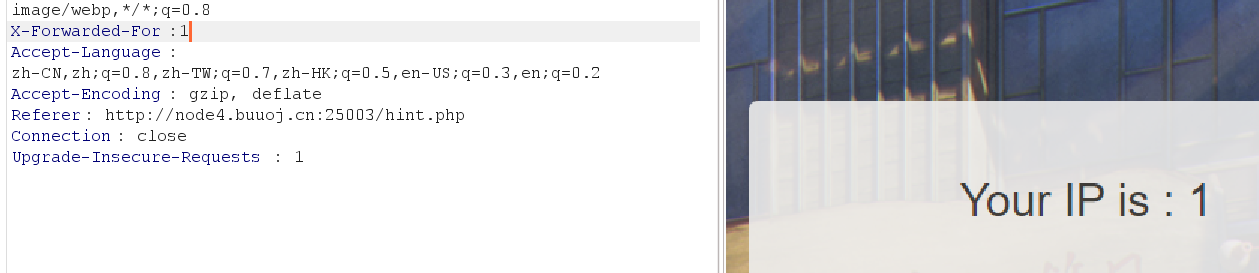 image/webp,*/*;q=0.8
X-Forwarded-For :1
Accept-Language :
zh-CN,zh;q=0.8,zh-TW;q=0.7,zh-HK;q=0.5,en-US;q=0.3,en;q=0.2
Accept-Encoding : gzip, deflate
Referer : http://node4.buuoj.cn:25003/hint.php
Connection : close
Upgrade-Insecure-Requests : 1
Your IP is : 1